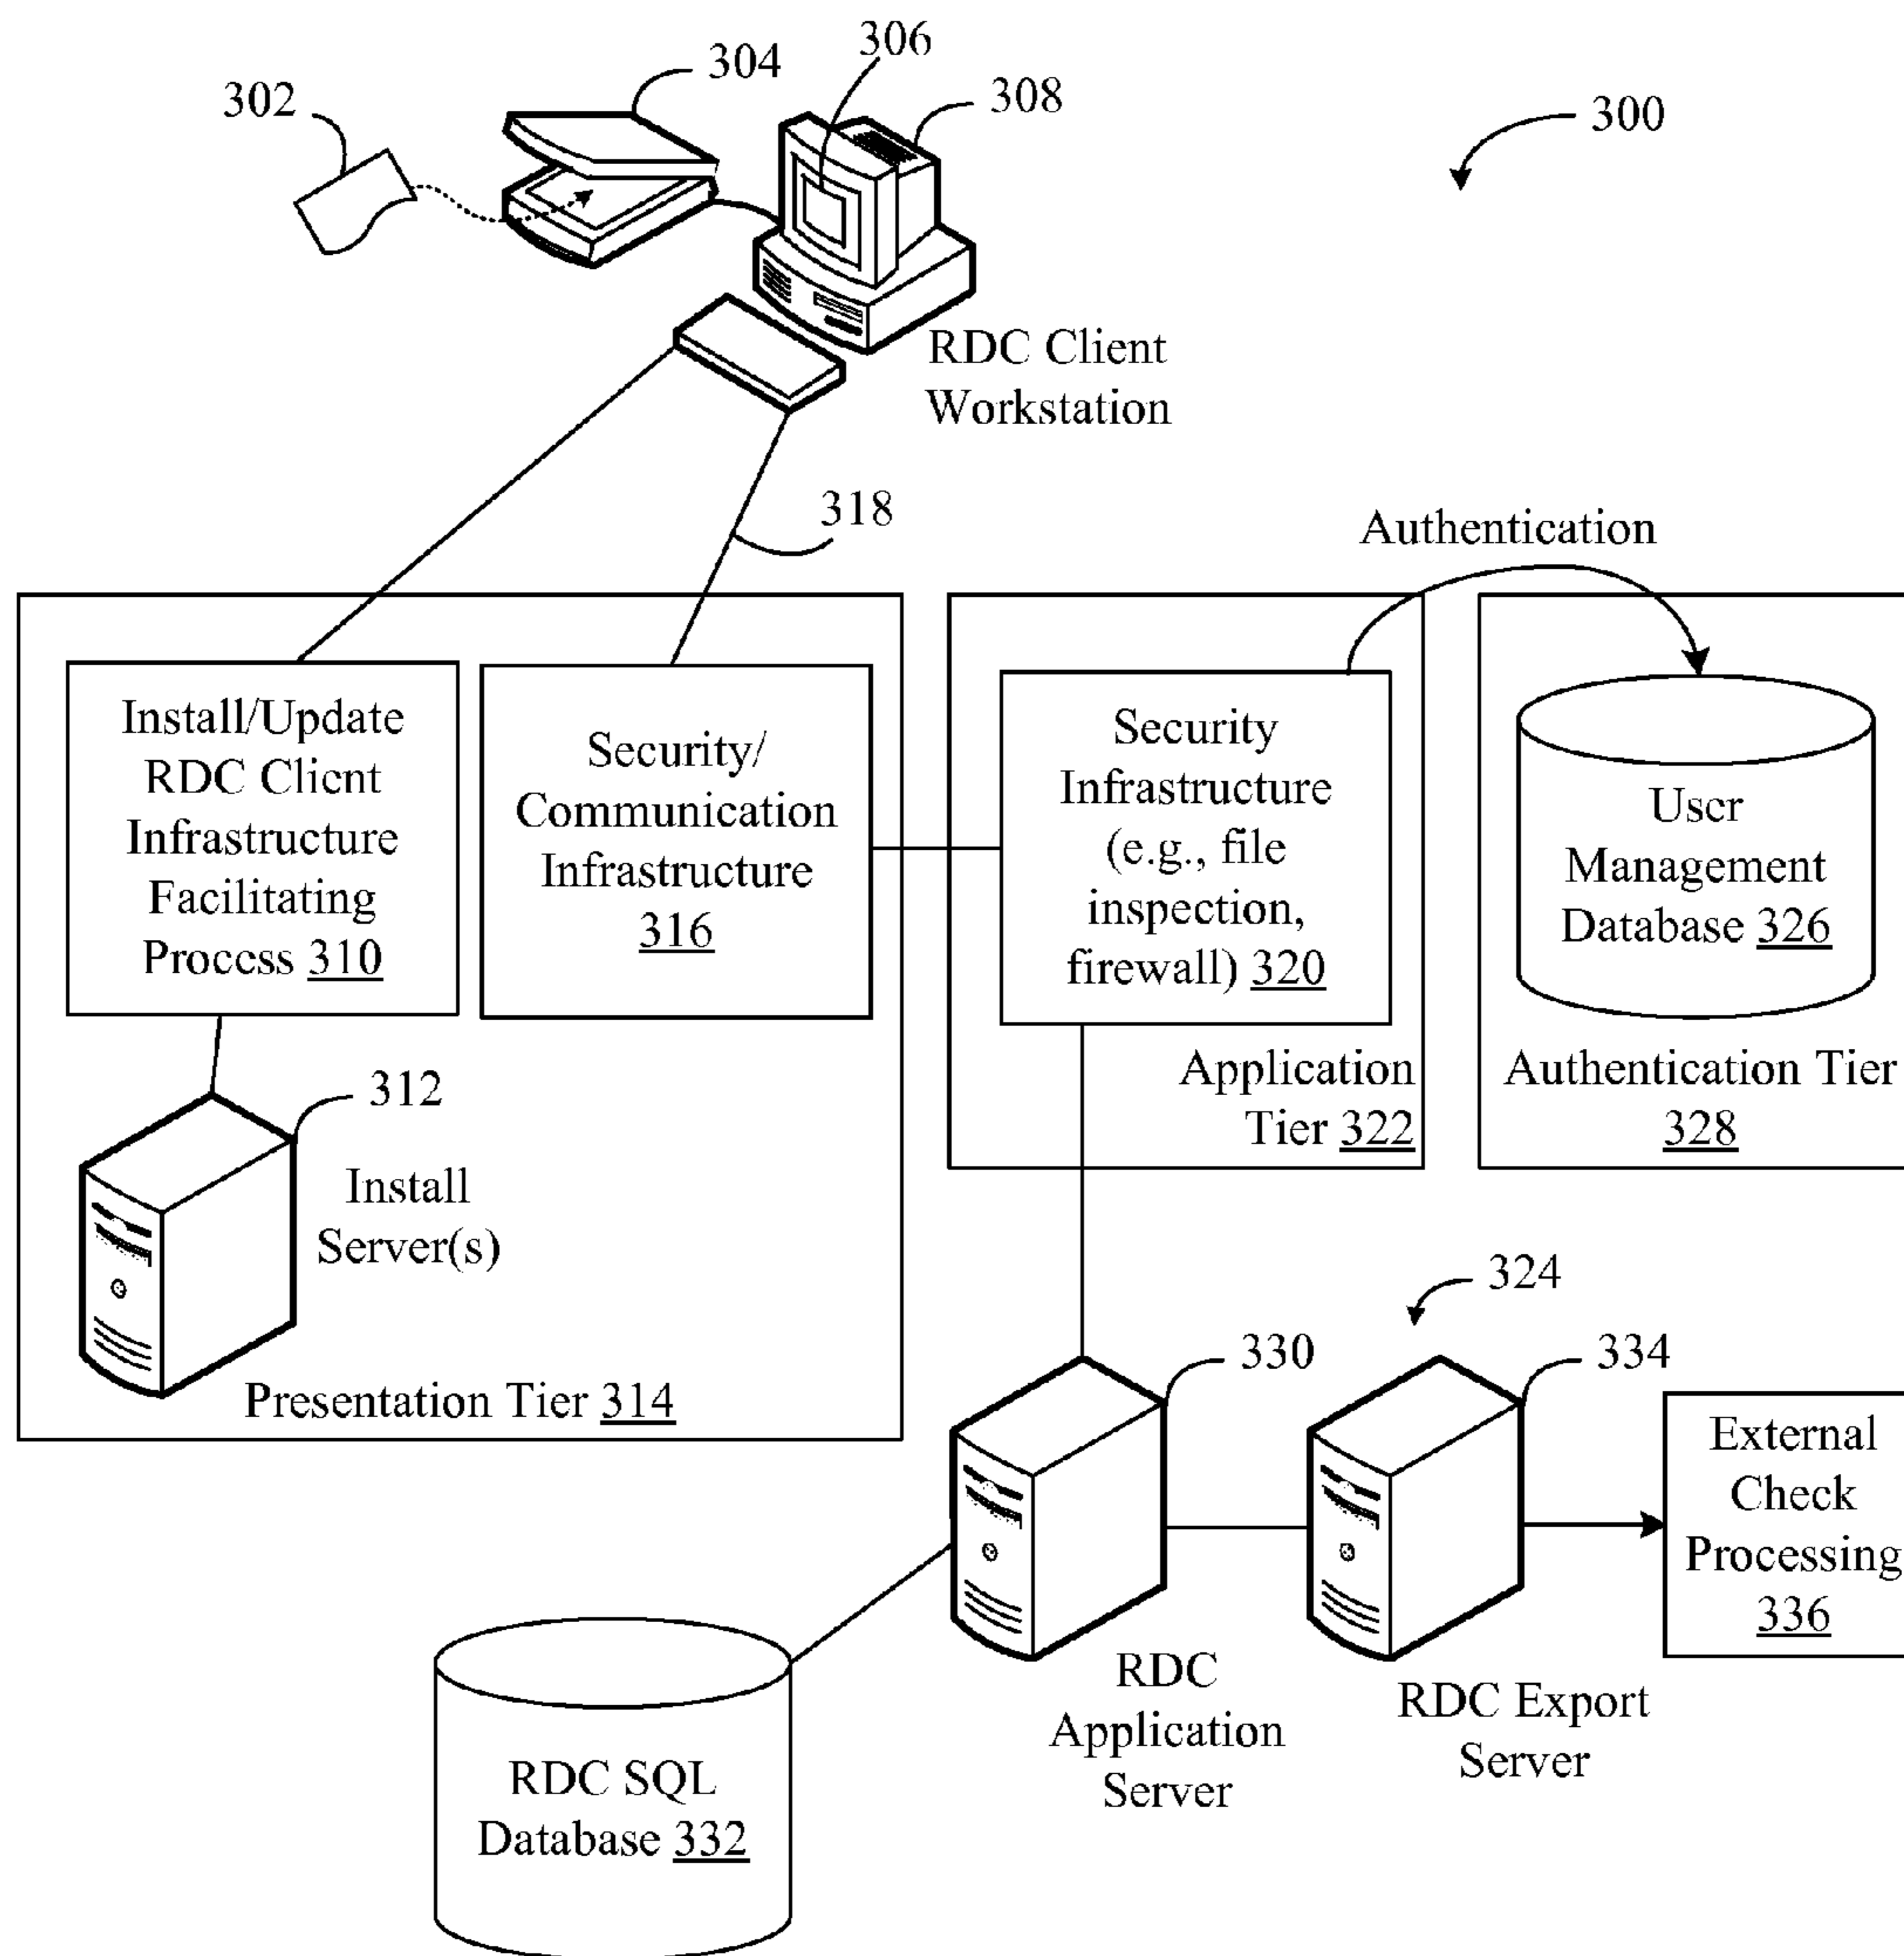 306
304
308
302
300
RDC Client
Workstation
318
Authentication
Install/Update
RDC Client
Infrastructure
Facilitating
Process 310
Security/
Communication
Infrastructure
316
Security
Infrastructure
(e.g., file
inspection,
firewall) 320
User
Management
Database 326
Application
Tier 322
Authentication Tier
328
312
Install
Server(s)
Presentation Tier 314
324
330
334
External
Check
Processing
336
RDC
Application
Server
RDC Export
Server
RDC SQL
Database 332